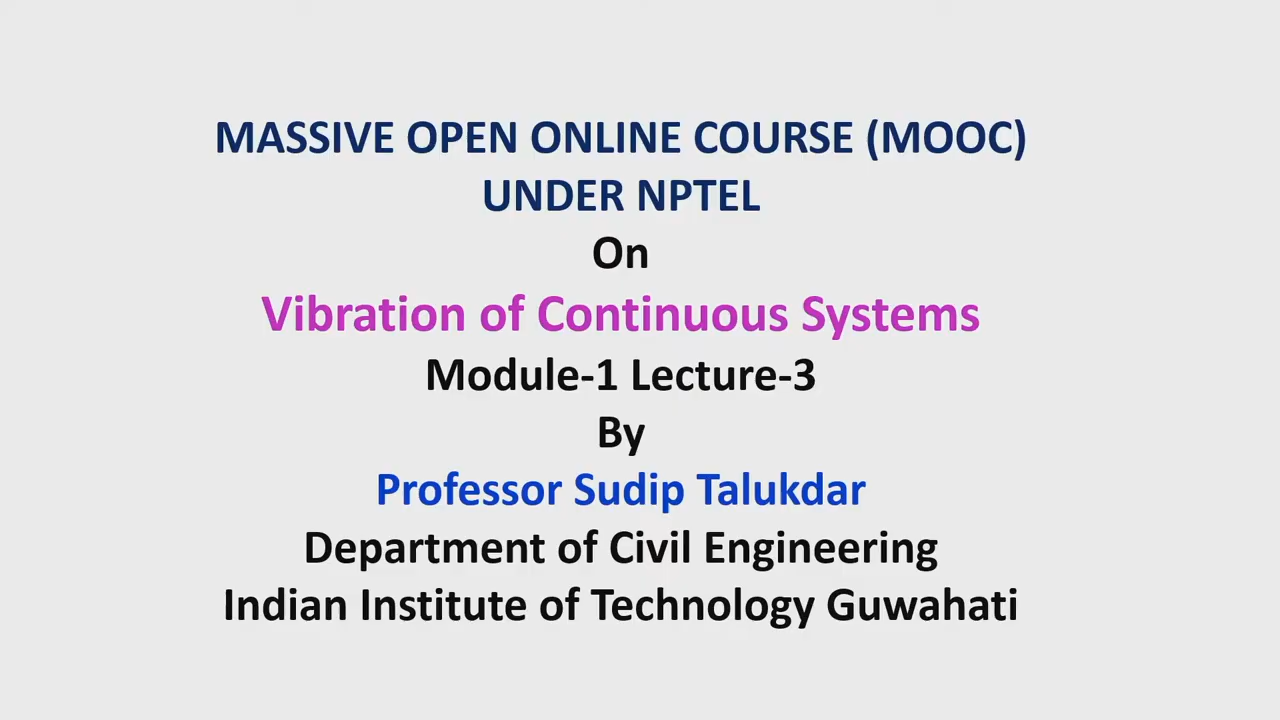 MASSIVE OPEN ONLINE COURSE (MOOC)
UNDER NPTEL
On
Vibration of Continuous Systems
Module-1 Lecture-3
By
Professor Sudip Talukdar
Department of Civil Engineering
Indian Institute of Technology Guwahati